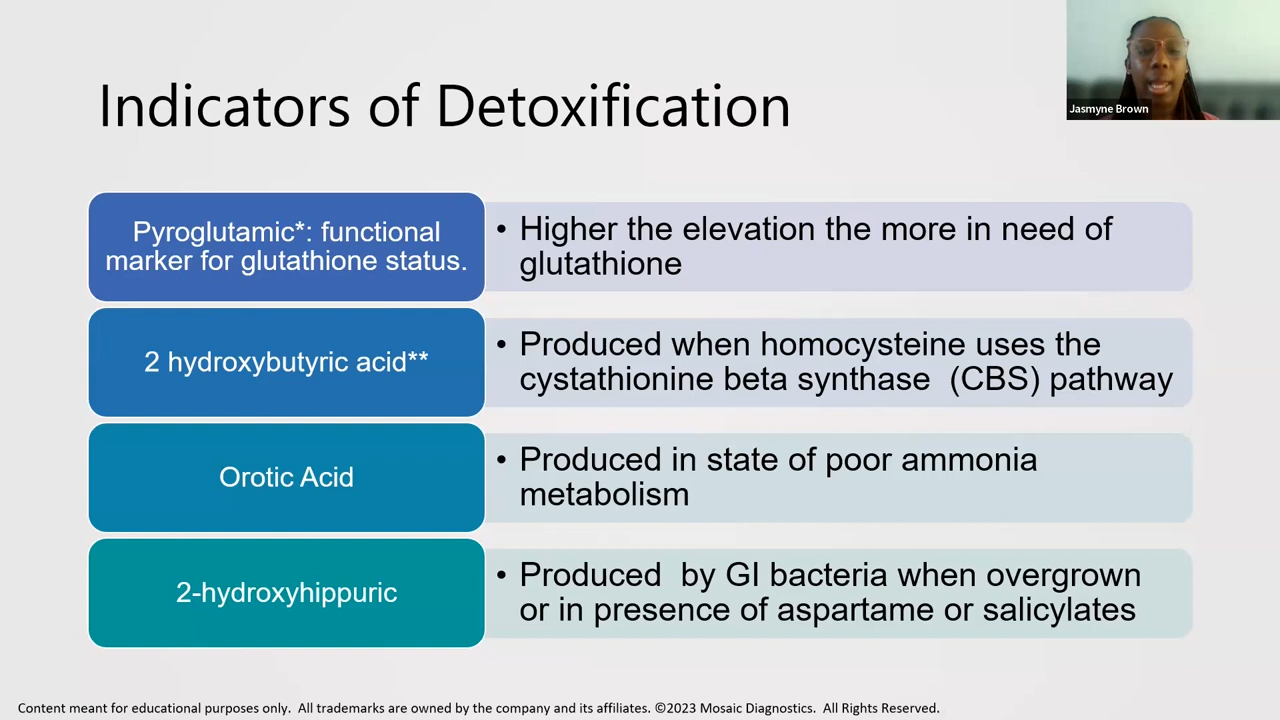 Indicators of Detoxification
Jasmyne Brown
Pyroglutamic*: functional
marker for glutathione status.
• Higher the elevation the more in need of
glutathione
2 hydroxybutyric acid**
• Produced when homocysteine uses the
cystathionine beta synthase  (CBS) pathway
Orotic Acid
• Produced in state of poor ammonia
metabolism
2-hydroxyhippuric
• Produced  by GI bacteria when overgrown
or in presence of aspartame or salicylates
Content meant for educational purposes only.  All trademarks are owned by the company and its affiliates. ©2023 Mosaic Diagnostics.  All Rights Reserved.